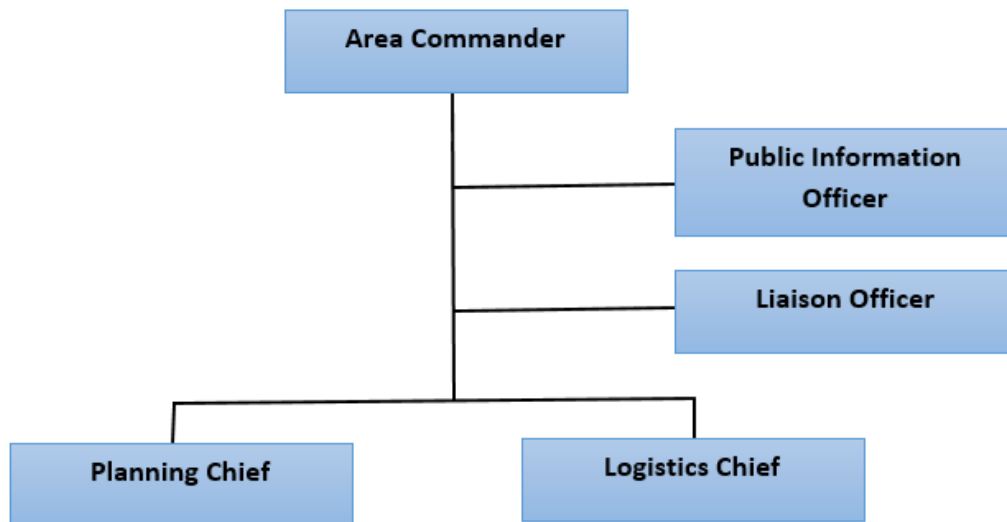 Area Commander
Public Information
Officer
Liaison Officer
Planning Chief
Logistics Chief